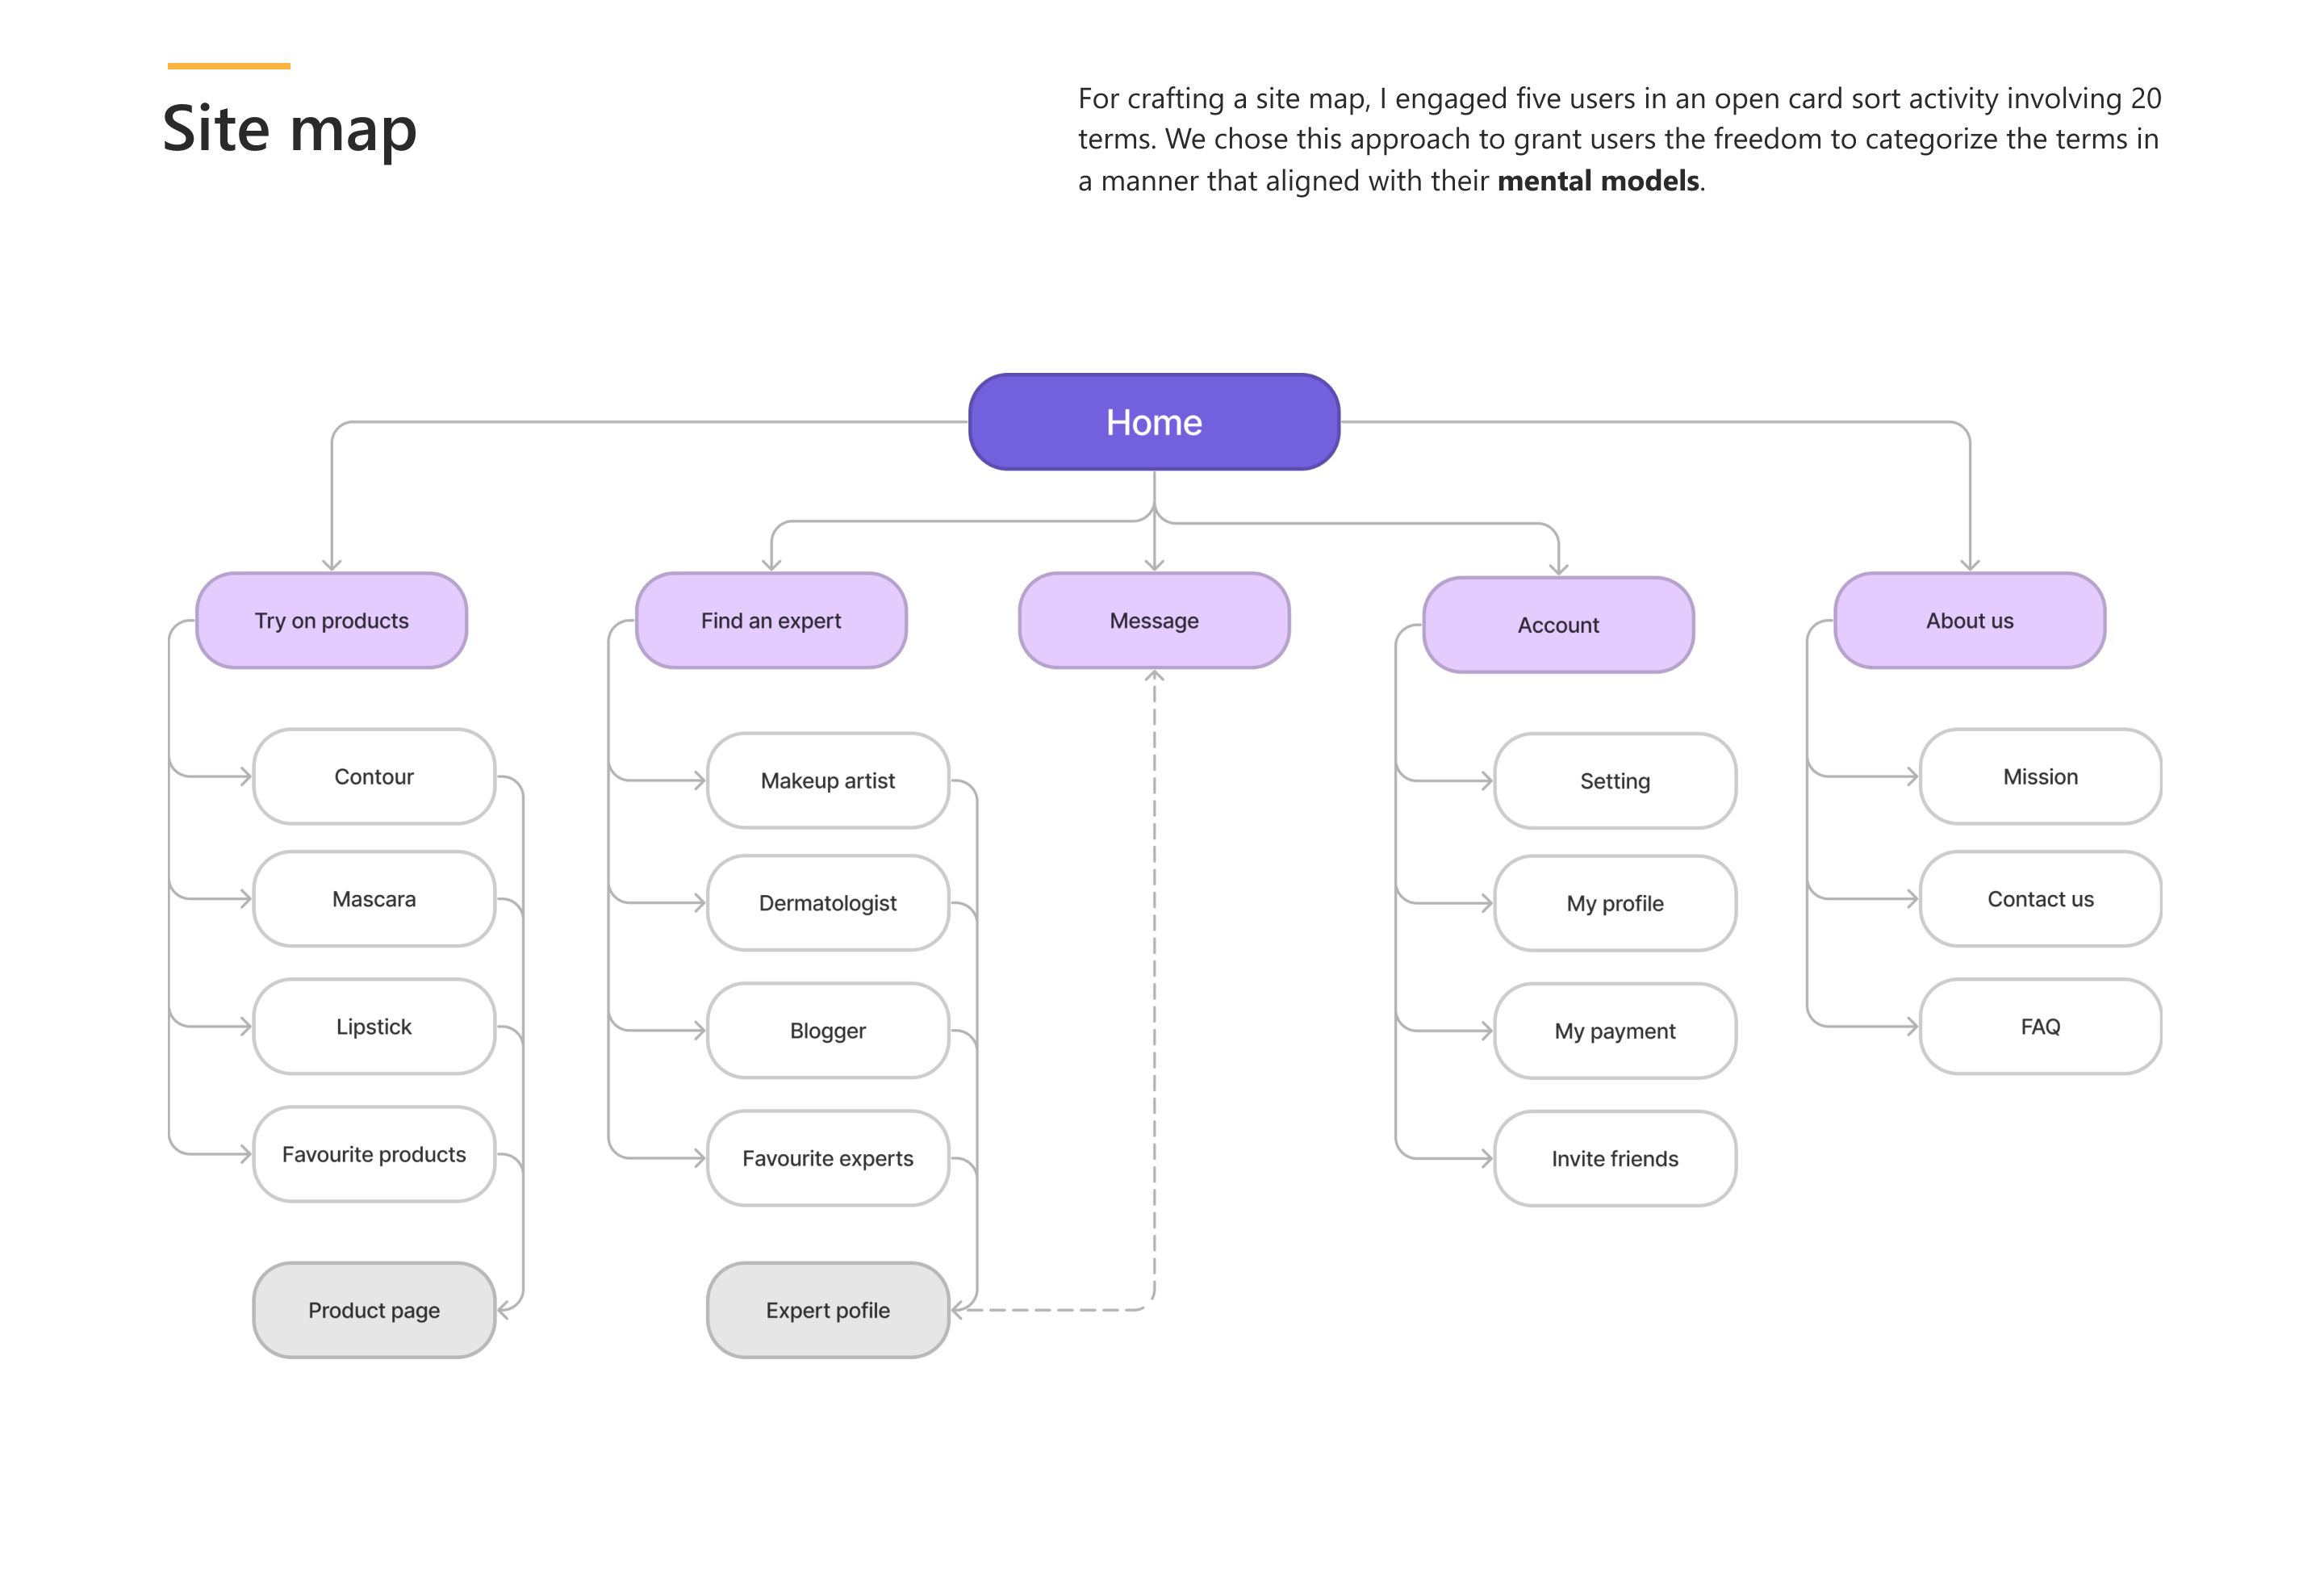 Site map
For crafting a site map, I engaged five users in an open card sort activity involving 20
terms. We chose this approach to grant users the freedom to categorize the terms in
a manner that aligned with their mental models.
Home
Try on products
Find an expert
Message
Account
About us
Contour
Mascara
Lipstick
Favourite products
Product page
Makeup artist
Dermatologist
Blogger
Favourite experts
Expert pofile
Setting
My profile
My payment
Invite friends
Mission
Contact us
FAQ